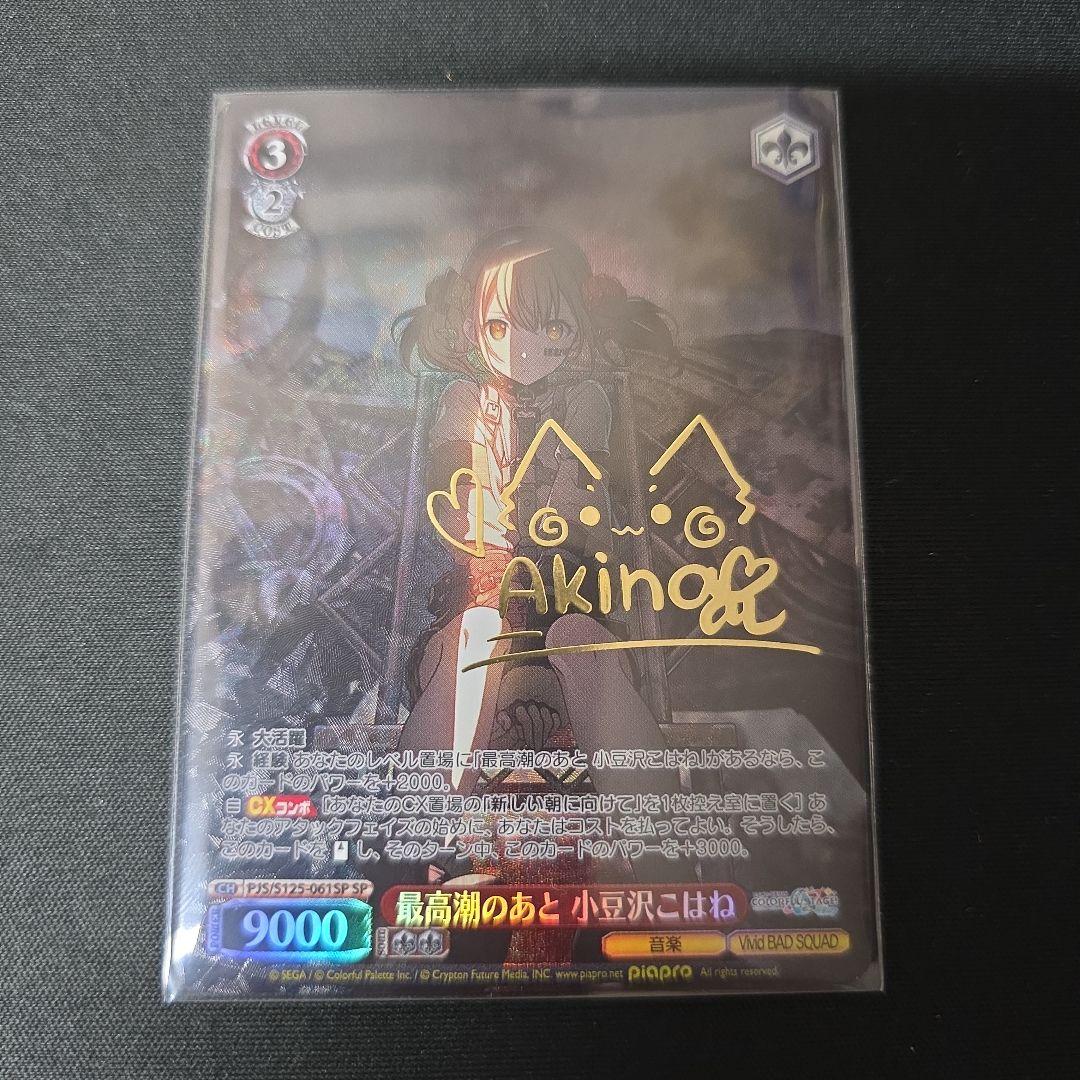 LEVEL
3
2
COST
Akino
永 大活躍
永 経験 あなたのレベル置場に「最高潮のあと 小豆沢こはね」があるなら、こ
のカードのパワーを+2000。
自 CXコンボ 「あなたのCX置場の「新しい朝に向けて」を1枚控え室に置く」 あ
なたのアタックフェイズの始めに、あなたはコストを払ってよい。そうしたら、
このカードを し、そのターン中、このカードのパワーを+3000。
CH PJS/S125-061SP SP
最高潮のあと 小豆沢こはね
COLORFUL STAGE!
POWER 9000
音楽 Vivid BAD SQUAD
© SEGA / © Colorful Palette Inc. / © Crypton Future Media, INC. www.piapro.net piapro All rights reserved.